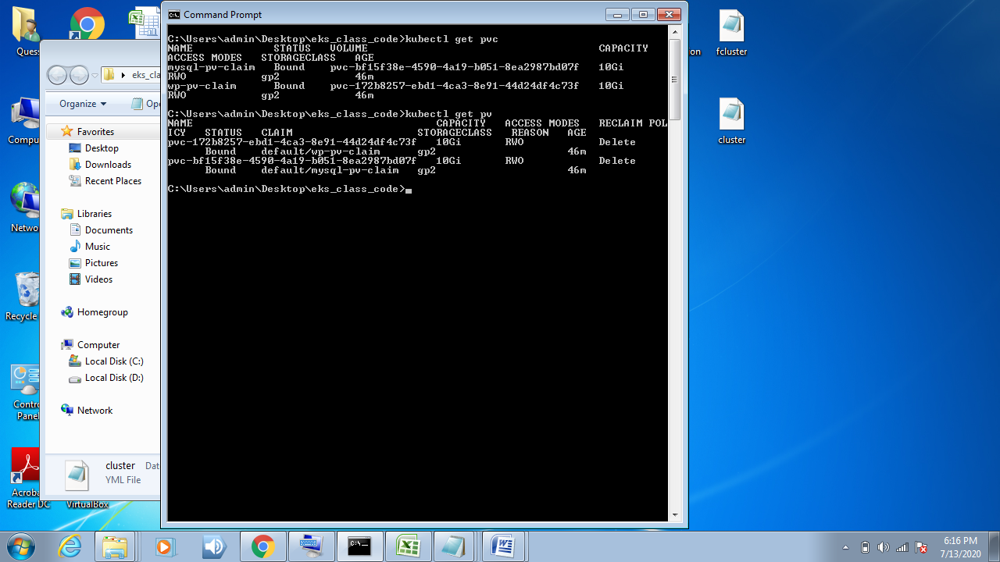 Command Prompt
C:\Users\admin\Desktop\eks_class_code>kubectl get pvc
NAME STATUS VOLUME CAPACITY
ACCESS MODES STORAGECLASS AGE
mysql-pv-claim Bound pvc-bf15f38e-4590-4a19-b051-8ea2987bd07f 10Gi
RWO gp2 46m
wp-pv-claim Bound pvc-172b8257-ebd1-4ca3-8e91-44d24df4c73f 10Gi
RWO gp2 46m
C:\Users\admin\Desktop\eks_class_code>kubectl get pv
NAME CAPACITY ACCESS MODES RECLAIM POL
ICY STATUS CLAIM STORAGECLASS REASON AGE
pvc-172b8257-ebd1-4ca3-8e91-44d24df4c73f 10Gi RWO Delete
Bound default/wp-pv-claim gp2 46m
pvc-bf15f38e-4590-4a19-b051-8ea2987bd07f 10Gi RWO Delete
Bound default/mysql-pv-claim gp2 46m
C:\Users\admin\Desktop\eks_class_code>
eks_cla
Organize
Op
Favorites
Desktop
Downloads
Recent Places
Libraries
Documents
Music
Pictures
Videos
Homegroup
Computer
Local Disk (C:)
Local Disk (D:)
Network
cluster Dat
YML File
Ques
Compu
Netwo
Recycle
Contro
Panel
Acroba
Reader DC
VirtualBox
ion
fcluster
cluster
6:16 PM
7/13/2020